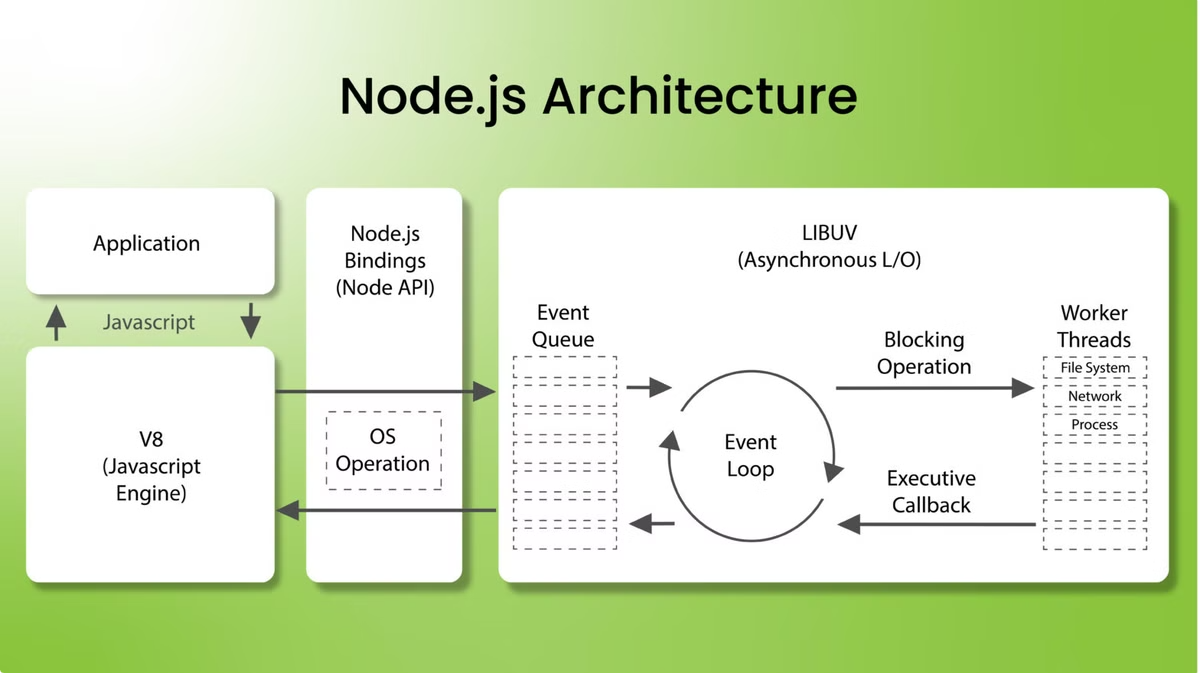 Node.js Architecture
Application
Javascript
V8
(Javascript
Engine)
Node.js
Bindings
(Node API)
OS
Operation
LIBUV
(Asynchronous L/O)
Event
Queue
Event
Loop
Blocking
Operation
Executive
Callback
Worker
Threads
File System
Network
Process